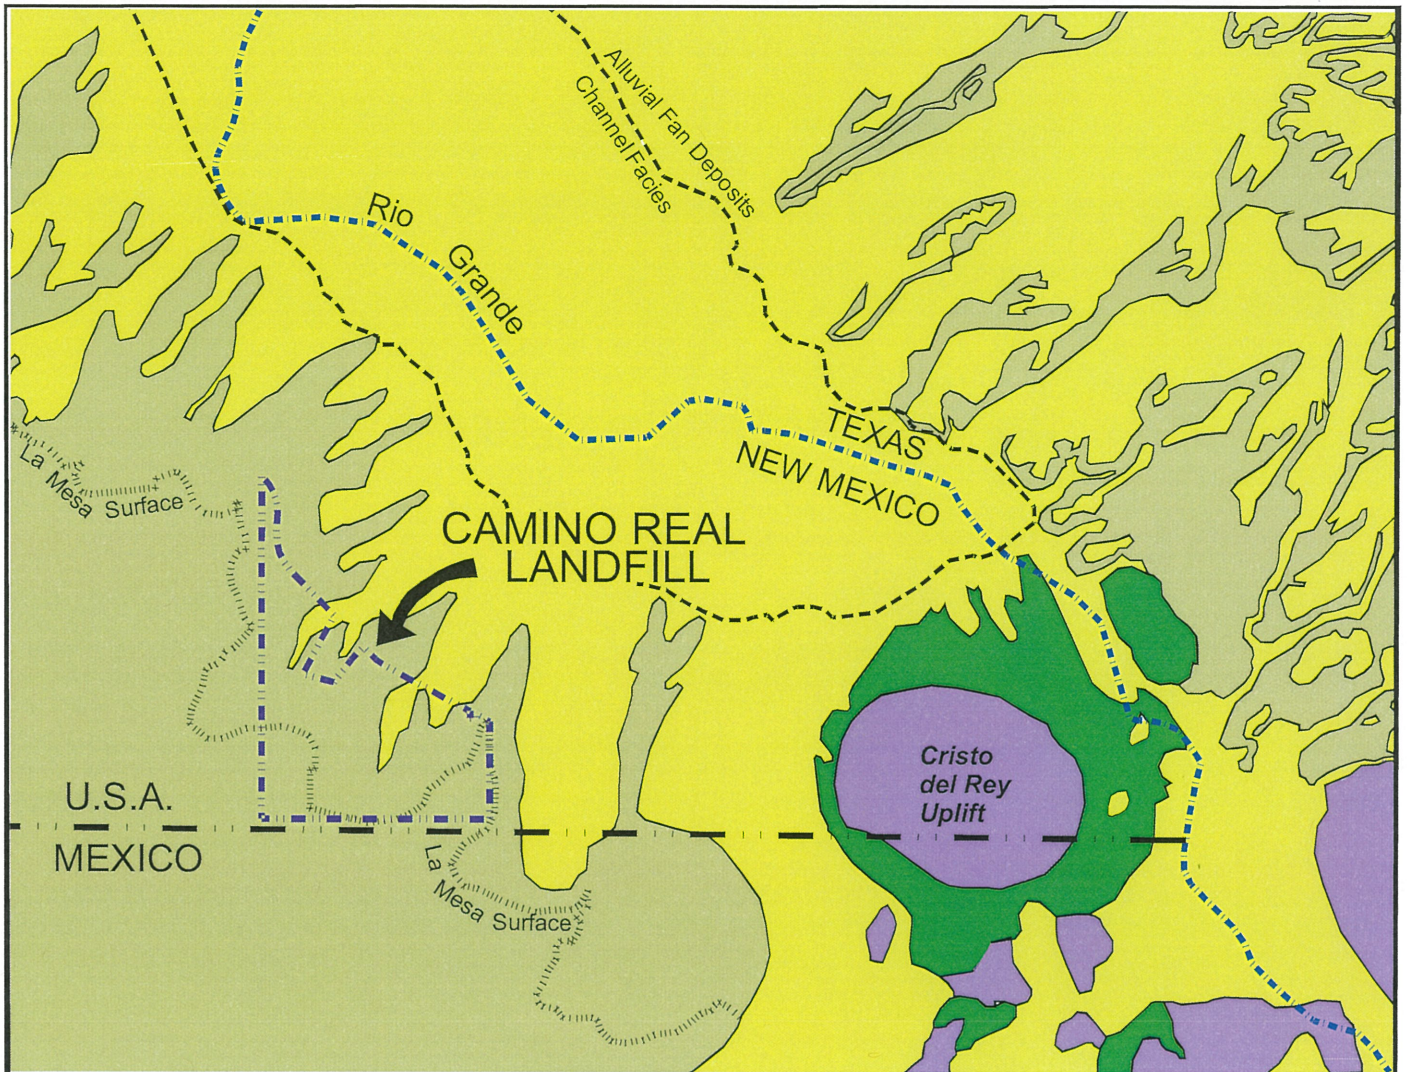 Alluvial Fan Deposits
Channel Facies
Rio
Grande
TEXAS
NEW MEXICO
La Mesa Surface
CAMINO REAL
LANDFILL
Cristo
del Rey
Uplift
U.S.A.
MEXICO
La Mesa Surface